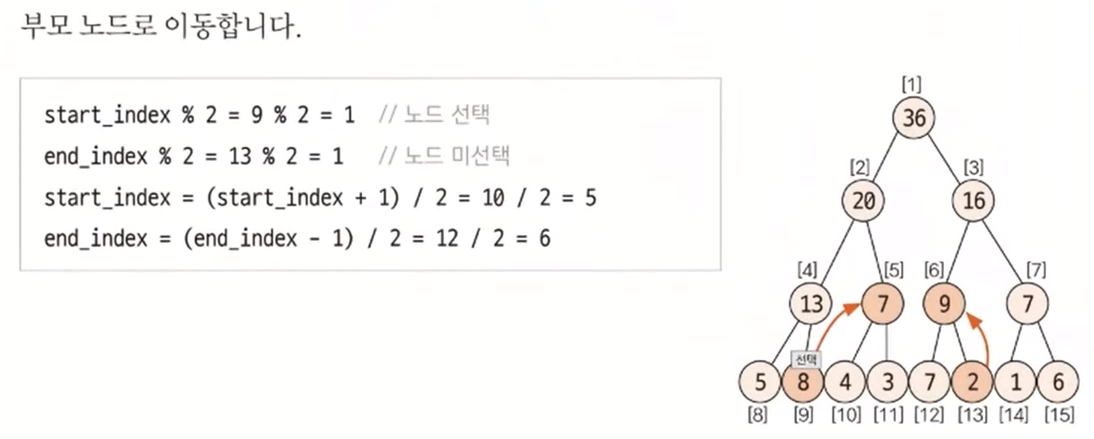 부모 노드로 이동합니다.
start_index % 2 = 9 % 2 = 1 // 노드 선택
end_index % 2 = 13 % 2 = 1 // 노드 미선택
start_index = (start_index + 1) / 2 = 10 / 2 = 5
end_index = (end_index - 1) / 2 = 12 / 2 = 6
[1]
36
[2] [3]
20 16
[4] [5] [6] [7]
13 7 9 7
선택
5 8 4 3 7 2 1 6
[8] [9] [10] [11] [12] [13] [14] [15]